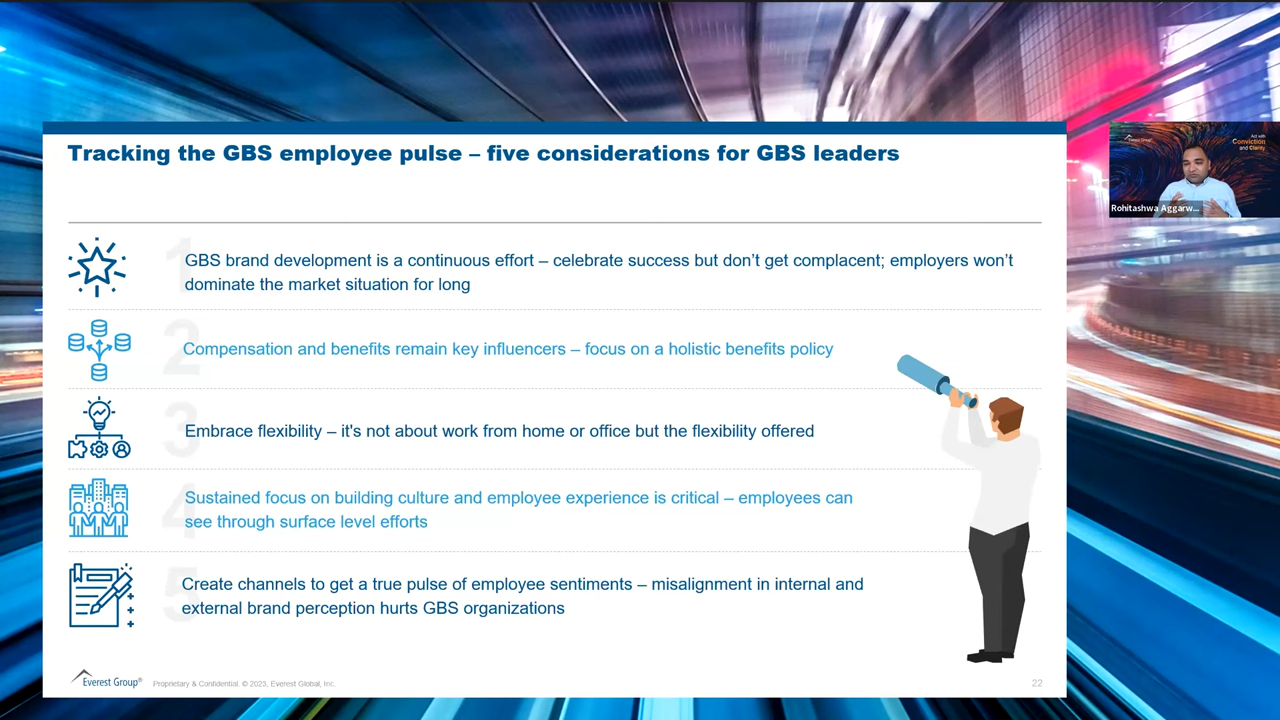 Tracking the GBS employee pulse – five considerations for GBS leaders
1
GBS brand development is a continuous effort – celebrate success but don’t get complacent; employers won’t
dominate the market situation for long
2
Compensation and benefits remain key influencers – focus on a holistic benefits policy
3
Embrace flexibility – it's not about work from home or office but the flexibility offered
4
Sustained focus on building culture and employee experience is critical – employees can
see through surface level efforts
5
Create channels to get a true pulse of employee sentiments – misalignment in internal and
external brand perception hurts GBS organizations
Everest Group®
Proprietary & Confidential. © 2023, Everest Global, Inc.
22
Everest Group
Act with
Conviction
and Clarity
Rohitashwa Aggarw...